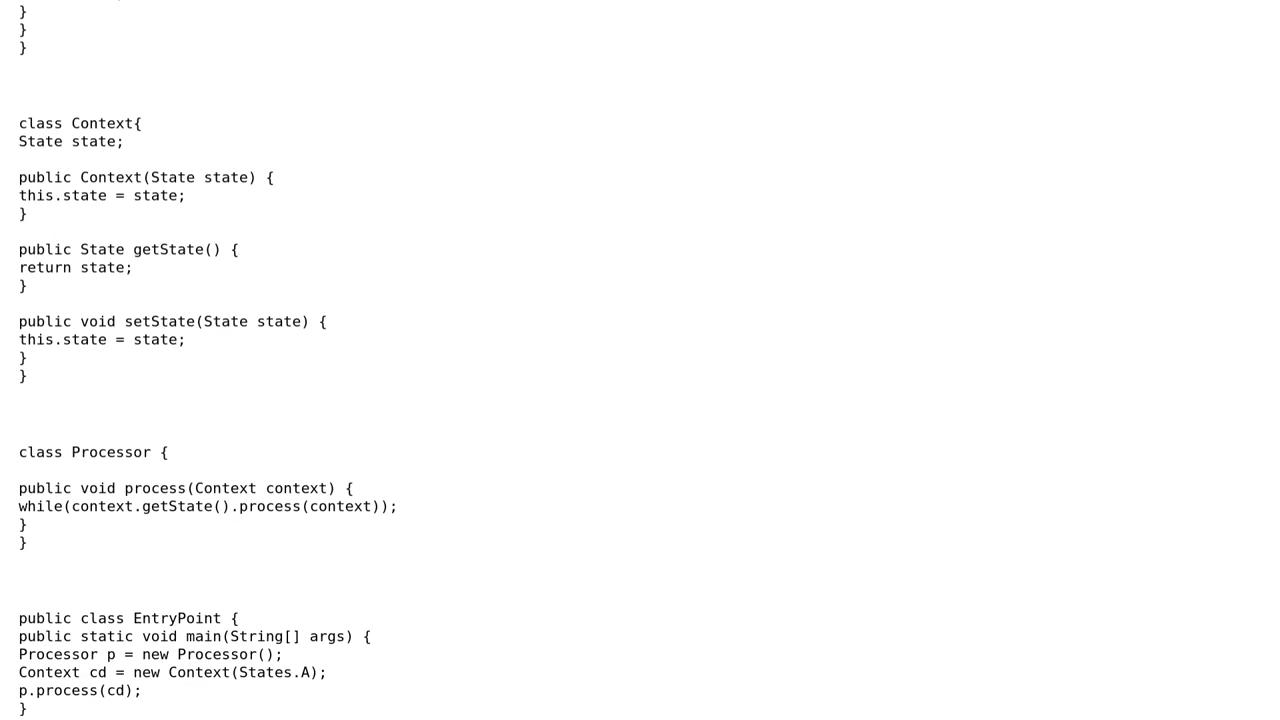 }
}
}
class Context{
State state;
public Context(State state) {
this.state = state;
}
public State getState() {
return state;
}
public void setState(State state) {
this.state = state;
}
}
class Processor {
public void process(Context context) {
while(context.getState().process(context));
}
}
public class EntryPoint {
public static void main(String[] args) {
Processor p = new Processor();
Context cd = new Context(States.A);
p.process(cd);
}